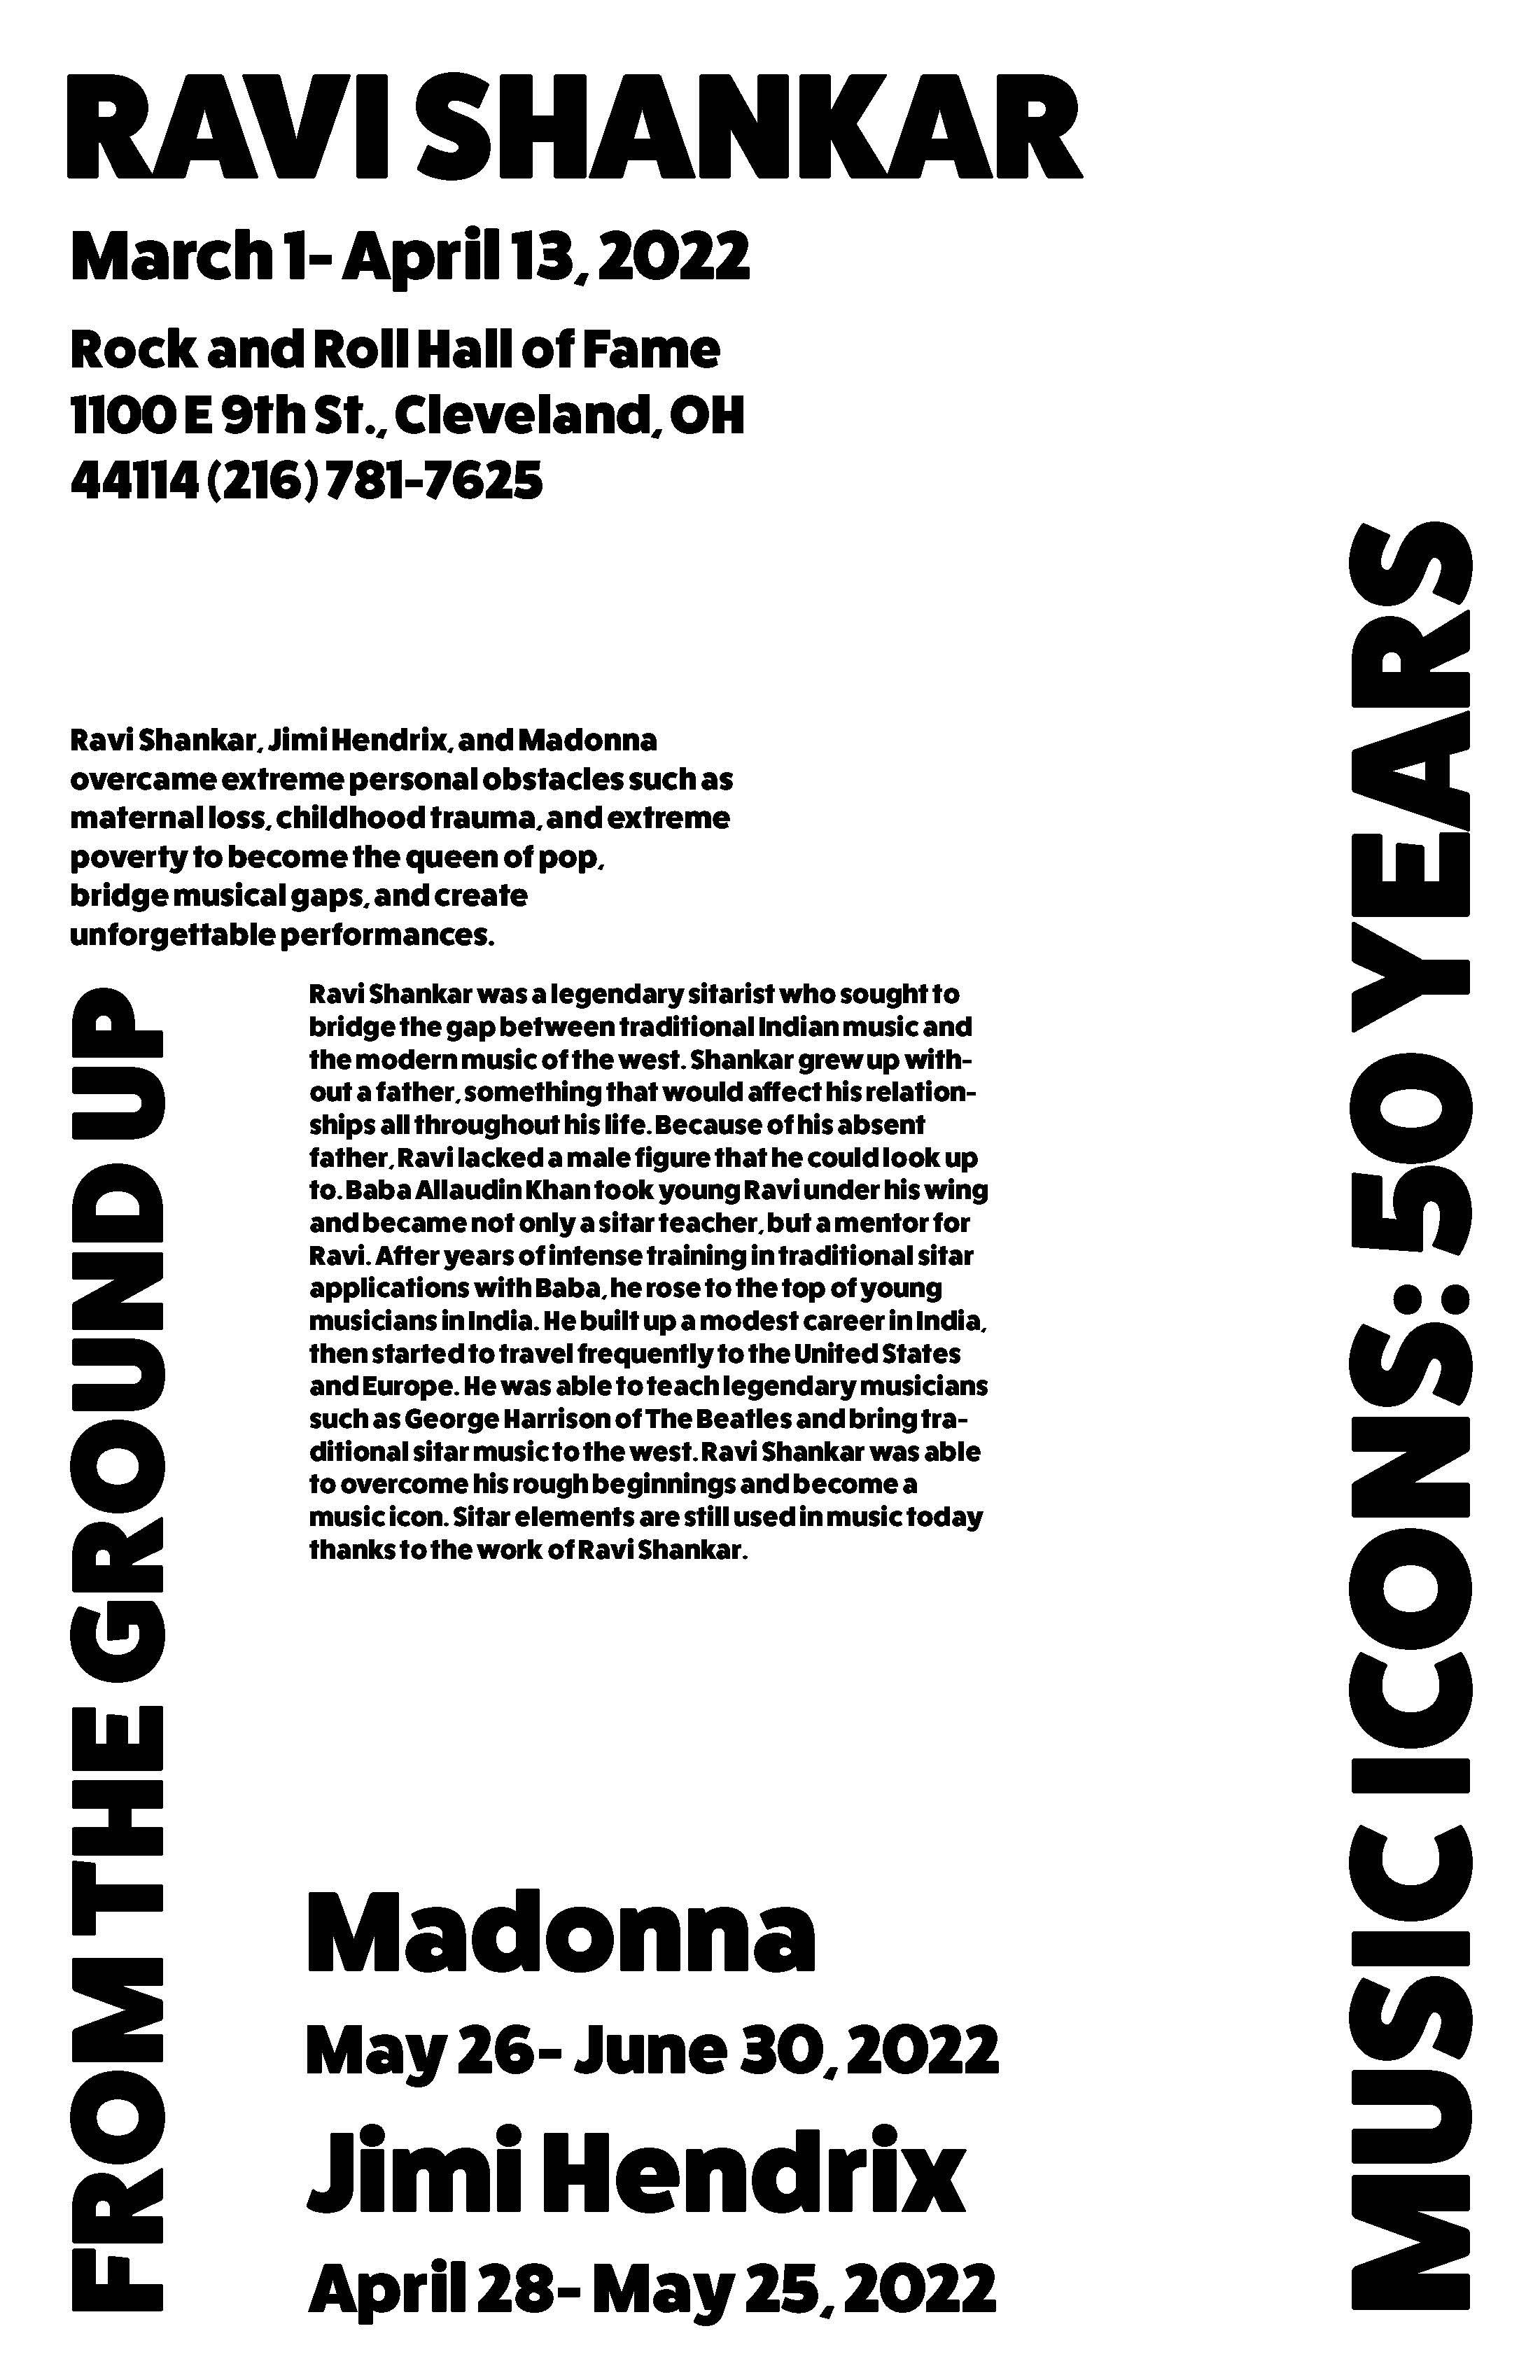 RAVI SHANKAR
March 1- April 13, 2022
Rock and Roll Hall of Fame
1100 E 9th St., Cleveland, OH
44114 (216) 781-7625
Ravi Shankar, Jimi Hendrix, and Madonna
overcame extreme personal obstacles such as
maternal loss, childhood trauma, and extreme
poverty to become the queen of pop,
bridge musical gaps, and create
unforgettable performances.
FROM THE GROUND UP
Ravi Shankar was a legendary sitarist who sought to
bridge the gap between traditional Indian music and
the modern music of the west. Shankar grew up with-
out a father, something that would affect his relation-
ships all throughout his life. Because of his absent
father, Ravi lacked a male figure that he could look up
to. Baba Allaudin Khan took young Ravi under his wing
and became not only a sitar teacher, but a mentor for
Ravi. After years of intense training in traditional sitar
applications with Baba, he rose to the top of young
musicians in India. He built up a modest career in India,
then started to travel frequently to the United States
and Europe. He was able to teach legendary musicians
such as George Harrison of The Beatles and bring tra-
ditional sitar music to the west. Ravi Shankar was able
to overcome his rough beginnings and become a
music icon. Sitar elements are still used in music today
thanks to the work of Ravi Shankar.
Madonna
May 26- June 30, 2022
Jimi Hendrix
April 28- May 25, 2022
MUSIC ICONS: 50 YEARS